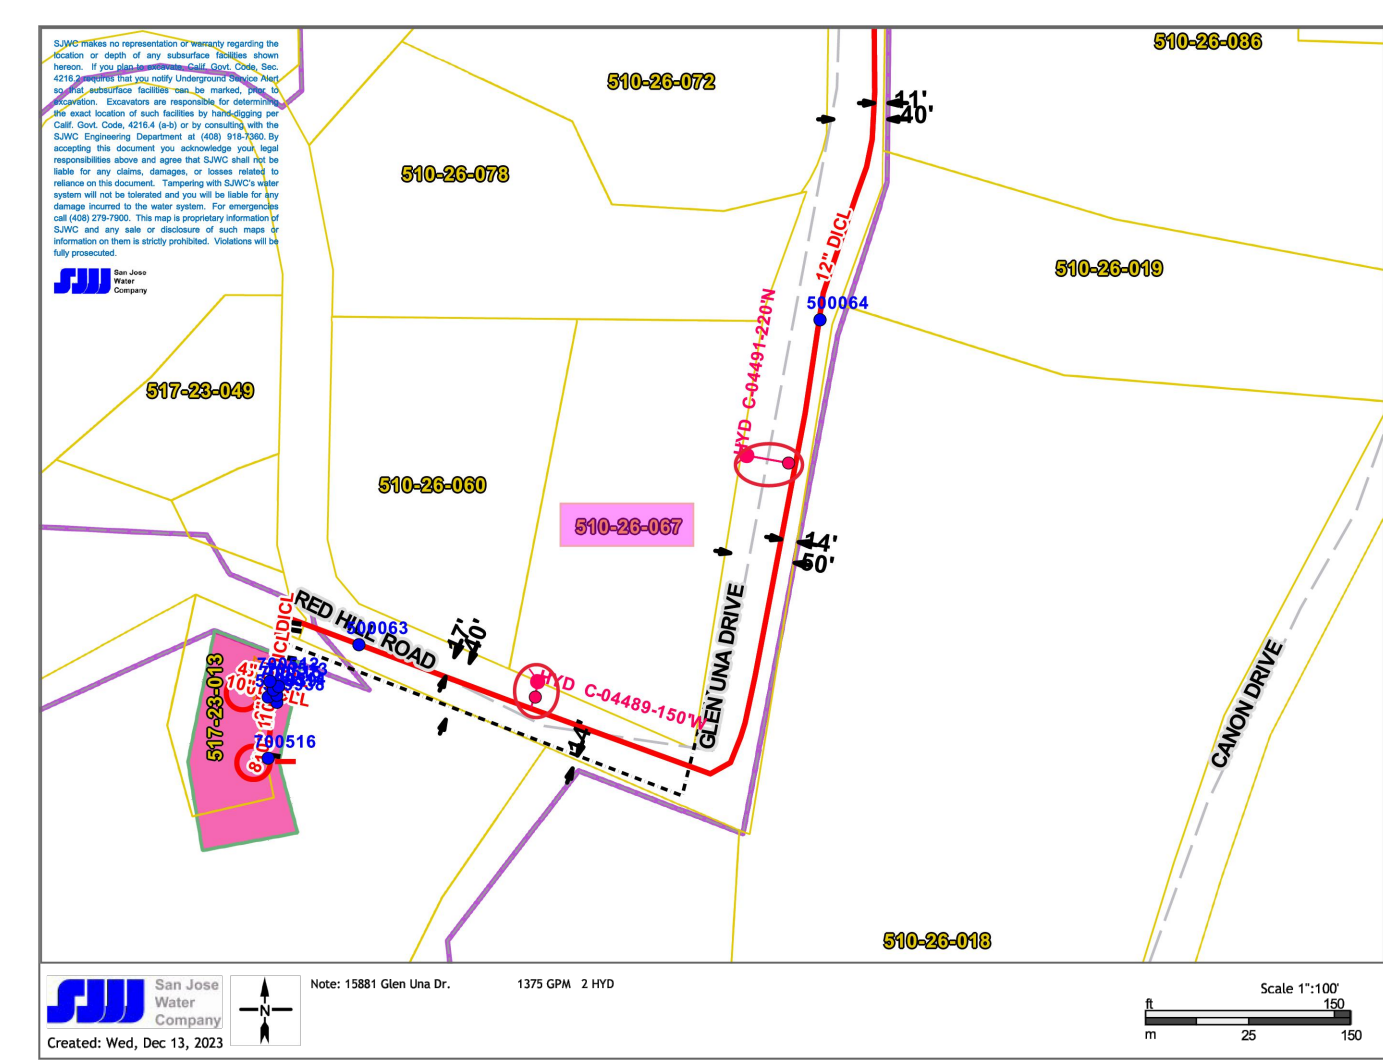 SJWC makes no representation or warranty regarding the
location or depth of any subsurface facilities shown
hereon. If you plan to excavate, Calif. Govt. Code, Sec.
4216.2 requires that you notify Underground Service Alert
so that subsurface facilities can be marked, prior to
excavation. Excavators are responsible for determining
the exact location of such facilities by hand-digging per
Calif. Govt. Code, 4216.4 (a-b) or by consulting with the
SJWC Engineering Department at (408) 918-7360. By
accepting this document you acknowledge your legal
responsibilities above and agree that SJWC shall not be
liable for any claims, damages, or losses related to
reliance on this document. Tampering with SJWC's water
system will not be tolerated and you will be liable for any
damage incurred to the water system. For emergencies
call (408) 279-7900. This map is proprietary information of
SJWC and any sale or disclosure of such maps or
information on them is strictly prohibited. Violations will be
fully prosecuted.
San Jose
Water
Company
510-26-086
510-26-072
11'
40'
510-26-078
12" DICL
510-26-019
500064
HYD C-04491-220'N
517-23-049
510-26-060
510-26-067
14'
50'
GLEN UNA DRIVE
RED HILL ROAD
500063
17'
40'
HYD C-04489-150'W
14'
517-23-013
700516
CANON DRIVE
510-26-018
San Jose
Water
Company
Created: Wed, Dec 13, 2023
N
Note: 15881 Glen Una Dr. 1375 GPM 2 HYD
Scale 1":100'
ft 150
m 25 150